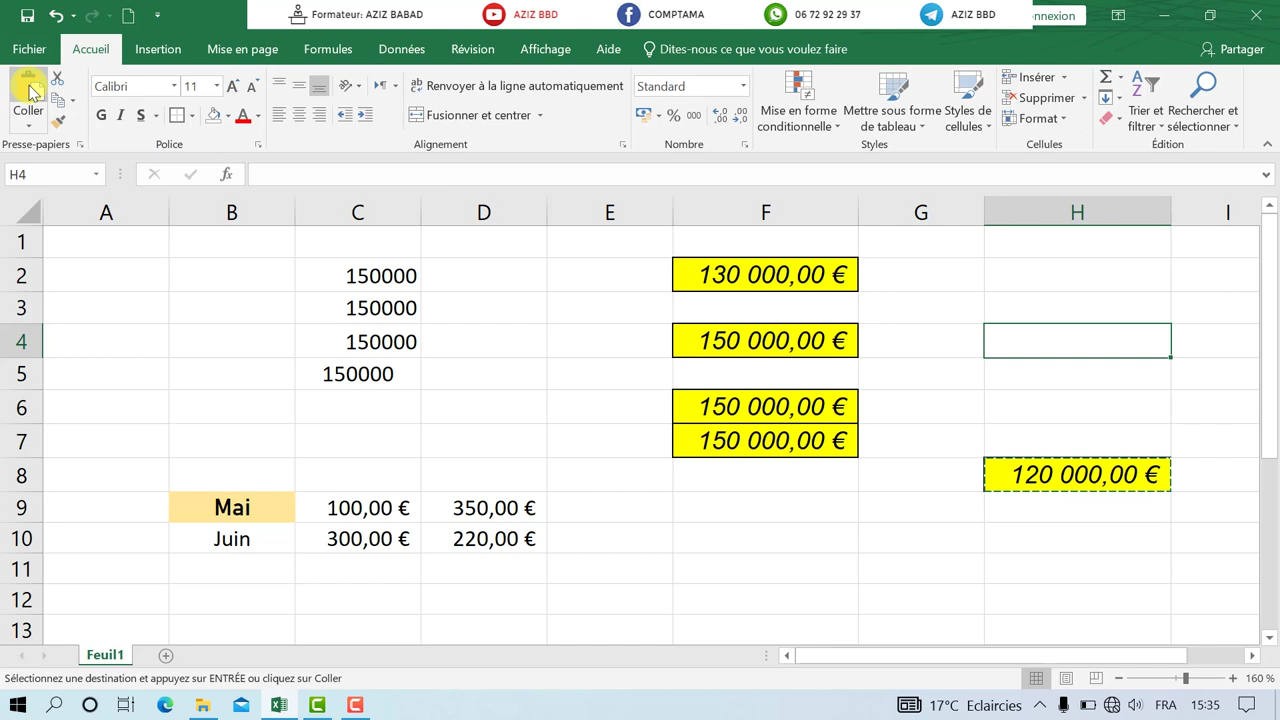 Formateur: AZIZ BABAD AZIZ BBD COMPTAMA 06 72 92 29 37 AZIZ BBD onnexion
Fichier Accueil Insertion Mise en page Formules Données Révision Affichage Aide Dites-nous ce que vous voulez faire Partager
Coller
Presse-papiers
Calibri 11
G I S
Police
Renvoyer à la ligne automatiquement
Fusionner et centrer
Alignement
Standard
% 000
Nombre
Mise en forme conditionnelle
Mettre sous forme de tableau
Styles de cellules
Styles
Insérer
Supprimer
Format
Cellules
Trier et filtrer
Rechercher et sélectionner
Édition
H4 fx
A B C D E F G H I
1
2 150000 130 000,00 €
3 150000
4 150000 150 000,00 €
5 150000
6 150 000,00 €
7 150 000,00 €
8 120 000,00 €
9 Mai 100,00 € 350,00 €
10 Juin 300,00 € 220,00 €
11
12
13
Feuil1
Sélectionnez une destination et appuyez sur ENTRÉE ou cliquez sur Coller 160 %
17°C Eclaircies FRA 15:35